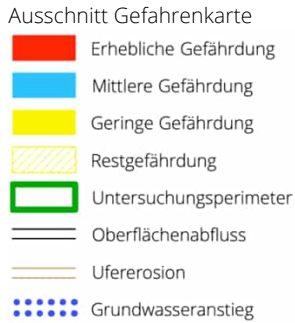 Ausschnitt Gefahrenkarte
Erhebliche Gefährdung
Mittlere Gefährdung
Geringe Gefährdung
Restgefährdung
Untersuchungsperimeter
Oberflächenabfluss
Ufererosion
Grundwasseranstieg